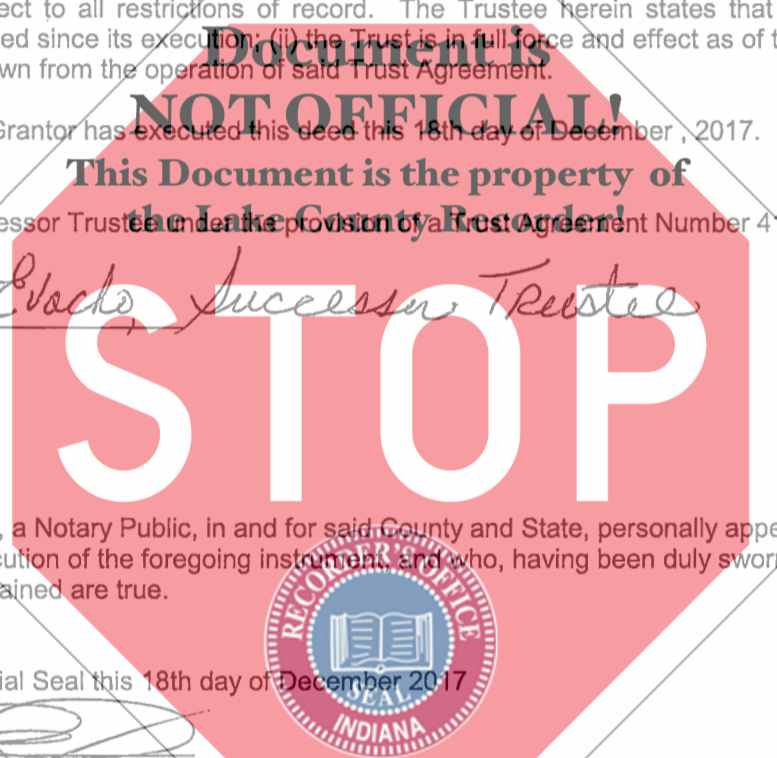 ect to all restrictions of record. The Trustee herein states that
ed since its execution; (ii) the Trust is in full force and effect as of t
wn from the operation of said Trust Agreement.
Document is
NOT OFFICIAL!
Grantor has executed this deed this 18th day of December , 2017.
This Document is the property of
the Lake County Recorder!
essor Trustee under the provision of a Trust Agreement Number 41
Evacho, Successor Trustee
STOP
, a Notary Public, in and for said County and State, personally appe
cution of the foregoing instrument, and who, having been duly sworn
ained are true.
RECORDER'S OFFICE
ial Seal this 18th day of December 2017
SEAL
INDIANA